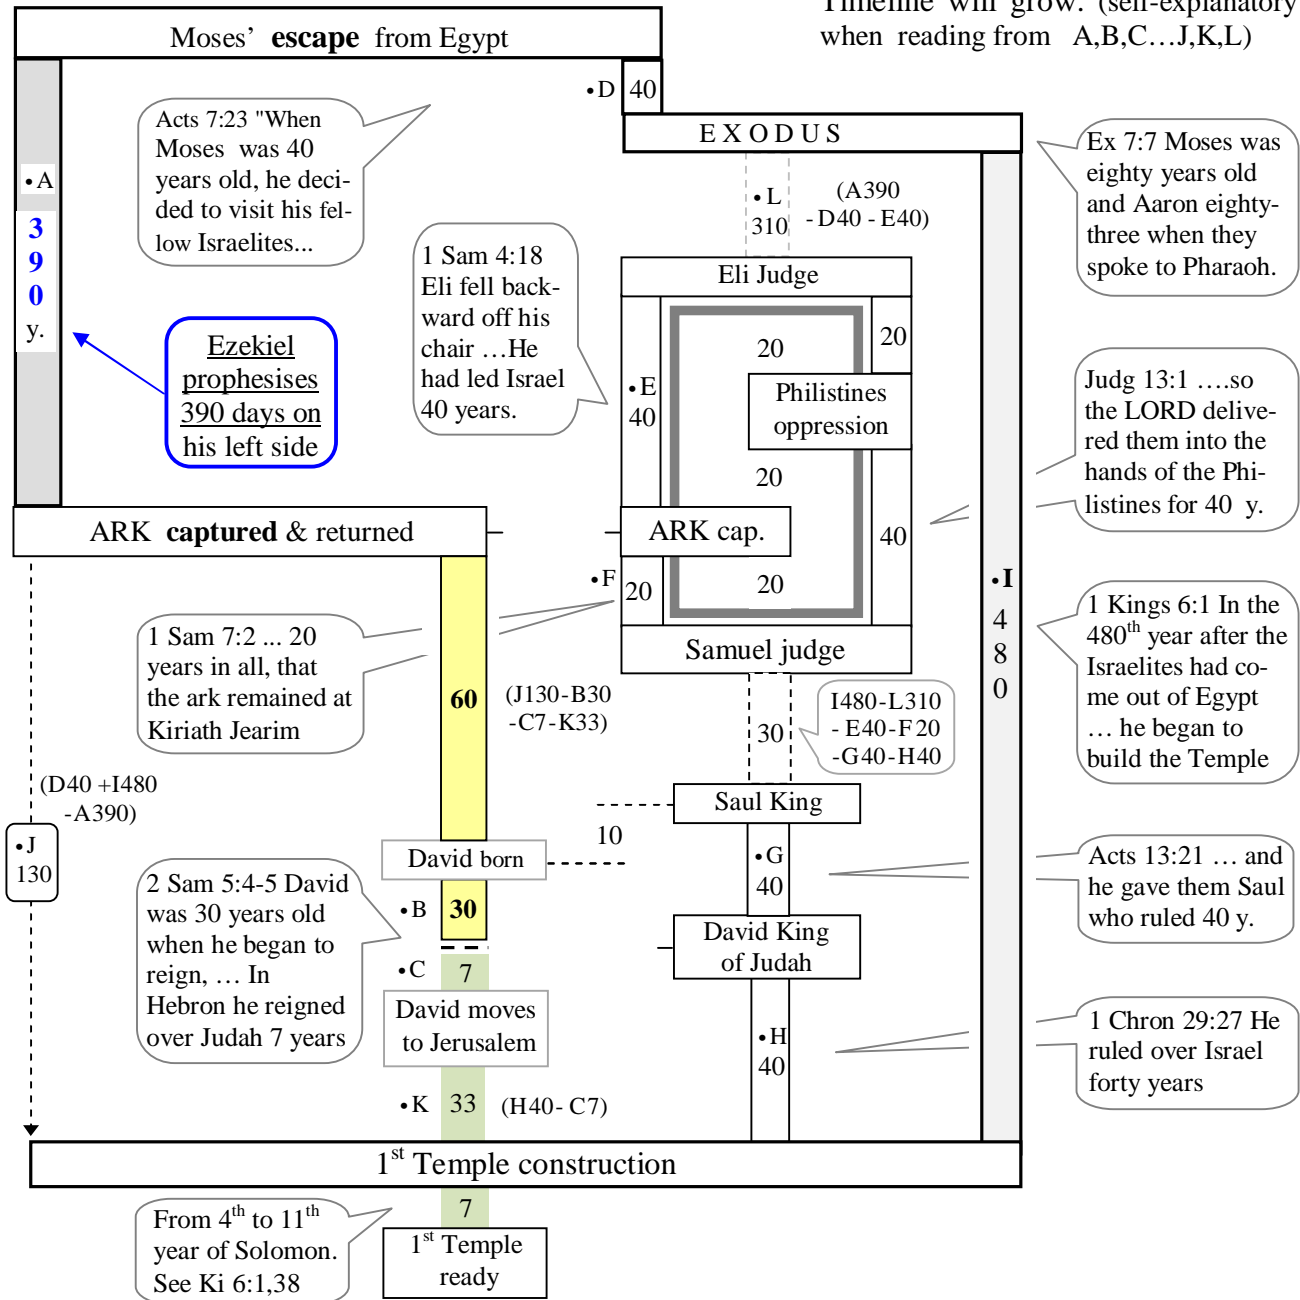 Timeline will grow. (self-explanatory
when reading from A,B,C…J,K,L)
Moses’ escape from Egypt
•D 40
EXODUS
Acts 7:23 "When
Moses was 40
years old, he deci-
ded to visit his fel-
low Israelites...
•A
3
9
0
y.
Ezekiel
prophesises
390 days on
his left side
1 Sam 4:18
Eli fell back-
ward off his
chair …He
had led Israel
40 years.
•L
310
(A390
- D40 - E40)
Ex 7:7 Moses was
eighty years old
and Aaron eighty-
three when they
spoke to Pharaoh.
Eli Judge
20
20
•E
40
Philistines
oppression
20
40
Judg 13:1 ….so
the LORD delive-
red them into the
hands of the Phi-
listines for 40 y.
ARK captured & returned
ARK cap.
•F
20
20
Samuel judge
1 Sam 7:2 ... 20
years in all, that
the ark remained at
Kiriath Jearim
60
(J130-B30
-C7-K33)
30
I480-L310
- E40-F20
-G40-H40
•I
4
8
0
1 Kings 6:1 In the
480th year after the
Israelites had co-
me out of Egypt
… he began to
build the Temple
(D40 +I480
-A390)
•J
130
Saul King
10
David born
•G
40
Acts 13:21 … and
he gave them Saul
who ruled 40 y.
2 Sam 5:4-5 David
was 30 years old
when he began to
reign, … In
Hebron he reigned
over Judah 7 years
•B 30
•C 7
David King
of Judah
David moves
to Jerusalem
•H
40
1 Chron 29:27 He
ruled over Israel
forty years
•K 33 (H40- C7)
1st Temple construction
7
From 4th to 11th
year of Solomon.
See Ki 6:1,38
1st Temple
ready